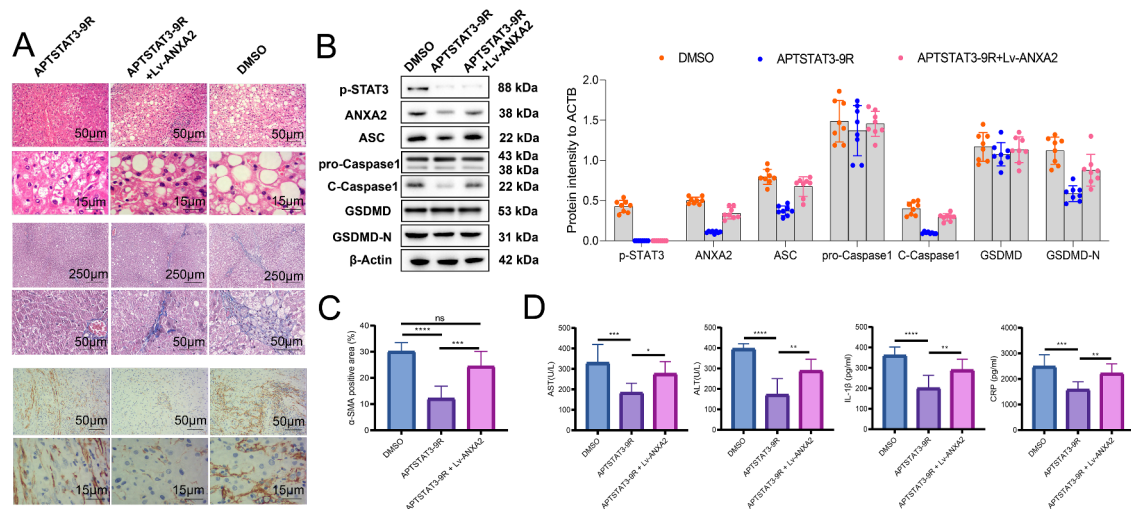 A
APTSTAT3-9R
APTSTAT3-9R
+Lv-ANXA2
DMSO
50μm
50μm
50μm
15μm
15μm
15μm
250μm
250μm
250μm
50μm
50μm
50μm
50μm
50μm
50μm
15μm
15μm
15μm
B
DMSO
APTSTAT3-9R
APTSTAT3-9R
+Lv-ANXA2
p-STAT3 88 kDa
ANXA2 38 kDa
ASC 22 kDa
pro-Caspase1 43 kDa
38 kDa
C-Caspase1 22 kDa
GSDMD 53 kDa
GSDMD-N 31 kDa
β-Actin 42 kDa
DMSO APTSTAT3-9R APTSTAT3-9R+Lv-ANXA2
Protein intensity to ACTB
2.0
1.5
1.0
0.5
0.0
p-STAT3 ANXA2 ASC pro-Caspase1 C-Caspase1 GSDMD GSDMD-N
C
α-SMA positive area (%)
40
30
20
10
0
ns
****
***
DMSO
APTSTAT3-9R
APTSTAT3-9R + Lv-ANXA2
D
AST(U/L)
500
400
300
200
100
0
***
*
DMSO
APTSTAT3-9R
APTSTAT3-9R + Lv-ANXA2
ALT(U/L)
500
400
300
200
100
0
****
**
DMSO
APTSTAT3-9R
APTSTAT3-9R + Lv-ANXA2
IL-1β (pg/ml)
500
400
300
200
100
0
****
**
DMSO
APTSTAT3-9R
APTSTAT3-9R + Lv-ANXA2
CRP (pg/ml)
4000
3000
2000
1000
0
***
**
DMSO
APTSTAT3-9R
APTSTAT3-9R + Lv-ANXA2